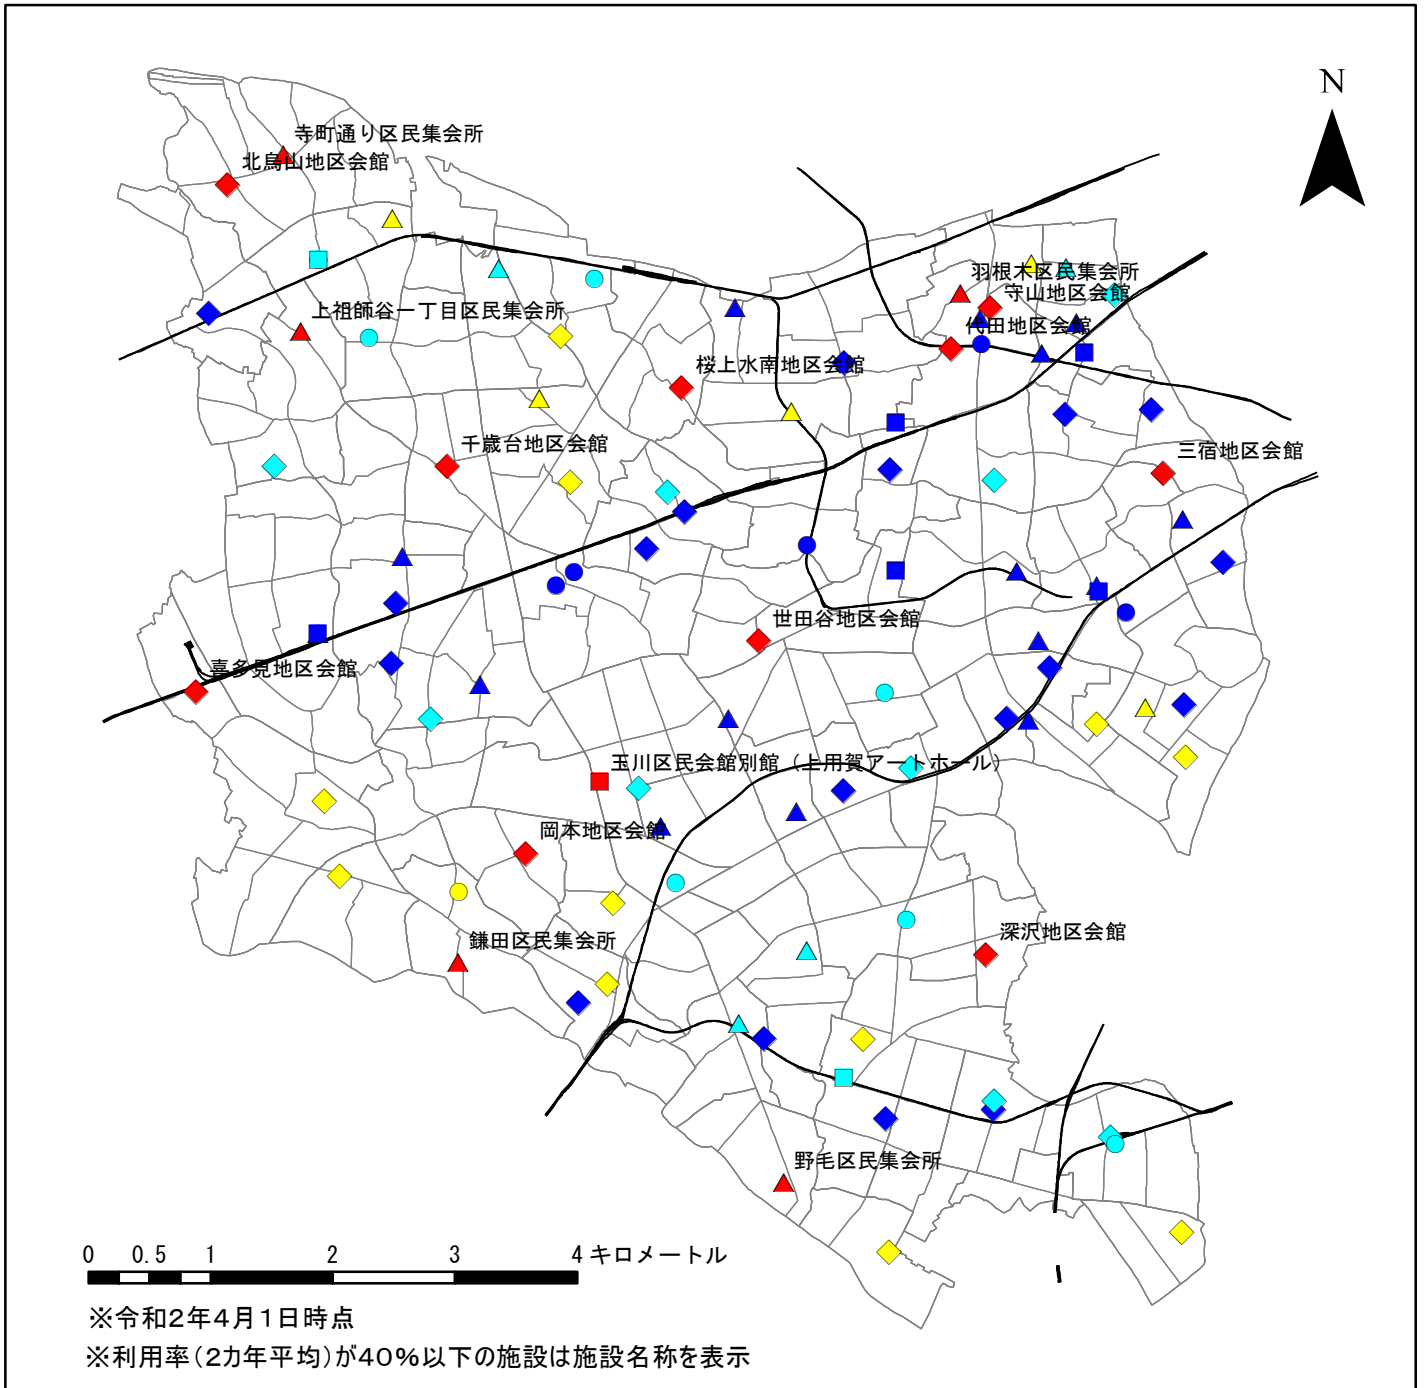 N
寺町通り区民集会所
北烏山地区会館
羽根木区民集会所
守山地区会館
上祖師谷一丁目区民集会所
代田地区会館
桜上水南地区会館
千歳台地区会館
三宿地区会館
世田谷地区会館
喜多見地区会館
玉川区民会館別館（上用賀アートホール）
岡本地区会館
深沢地区会館
鎌田区民集会所
野毛区民集会所
0 0.5 1 2 3 4 キロメートル
※令和2年4月1日時点
※利用率(2カ年平均)が40%以下の施設は施設名称を表示